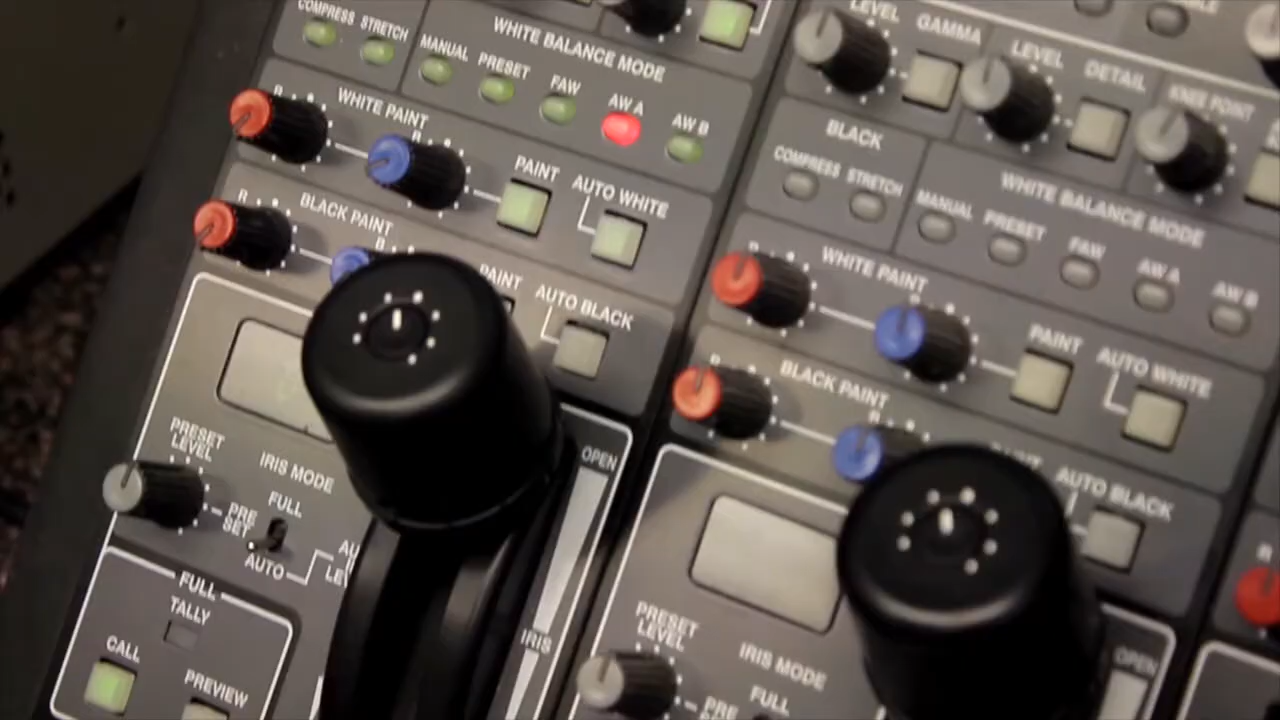 COMPRESS
STRETCH
WHITE BALANCE MODE
MANUAL
PRESET
FAW
AW A
AW B
R
WHITE PAINT
B
PAINT
AUTO WHITE
R
BLACK PAINT
B
PAINT
AUTO BLACK
PRESET
LEVEL
IRIS MODE
FULL
PRE
SET
AUTO
OPEN
IRIS
FULL
TALLY
CALL
PREVIEW
LEVEL
GAMMA
LEVEL
DETAIL
KNEE POINT
BLACK
COMPRESS
STRETCH
WHITE BALANCE MODE
MANUAL
PRESET
FAW
AW A
AW B
R
WHITE PAINT
B
PAINT
AUTO WHITE
R
BLACK PAINT
B
AUTO BLACK
PRESET
LEVEL
IRIS MODE
FULL
PRE
OPEN
R